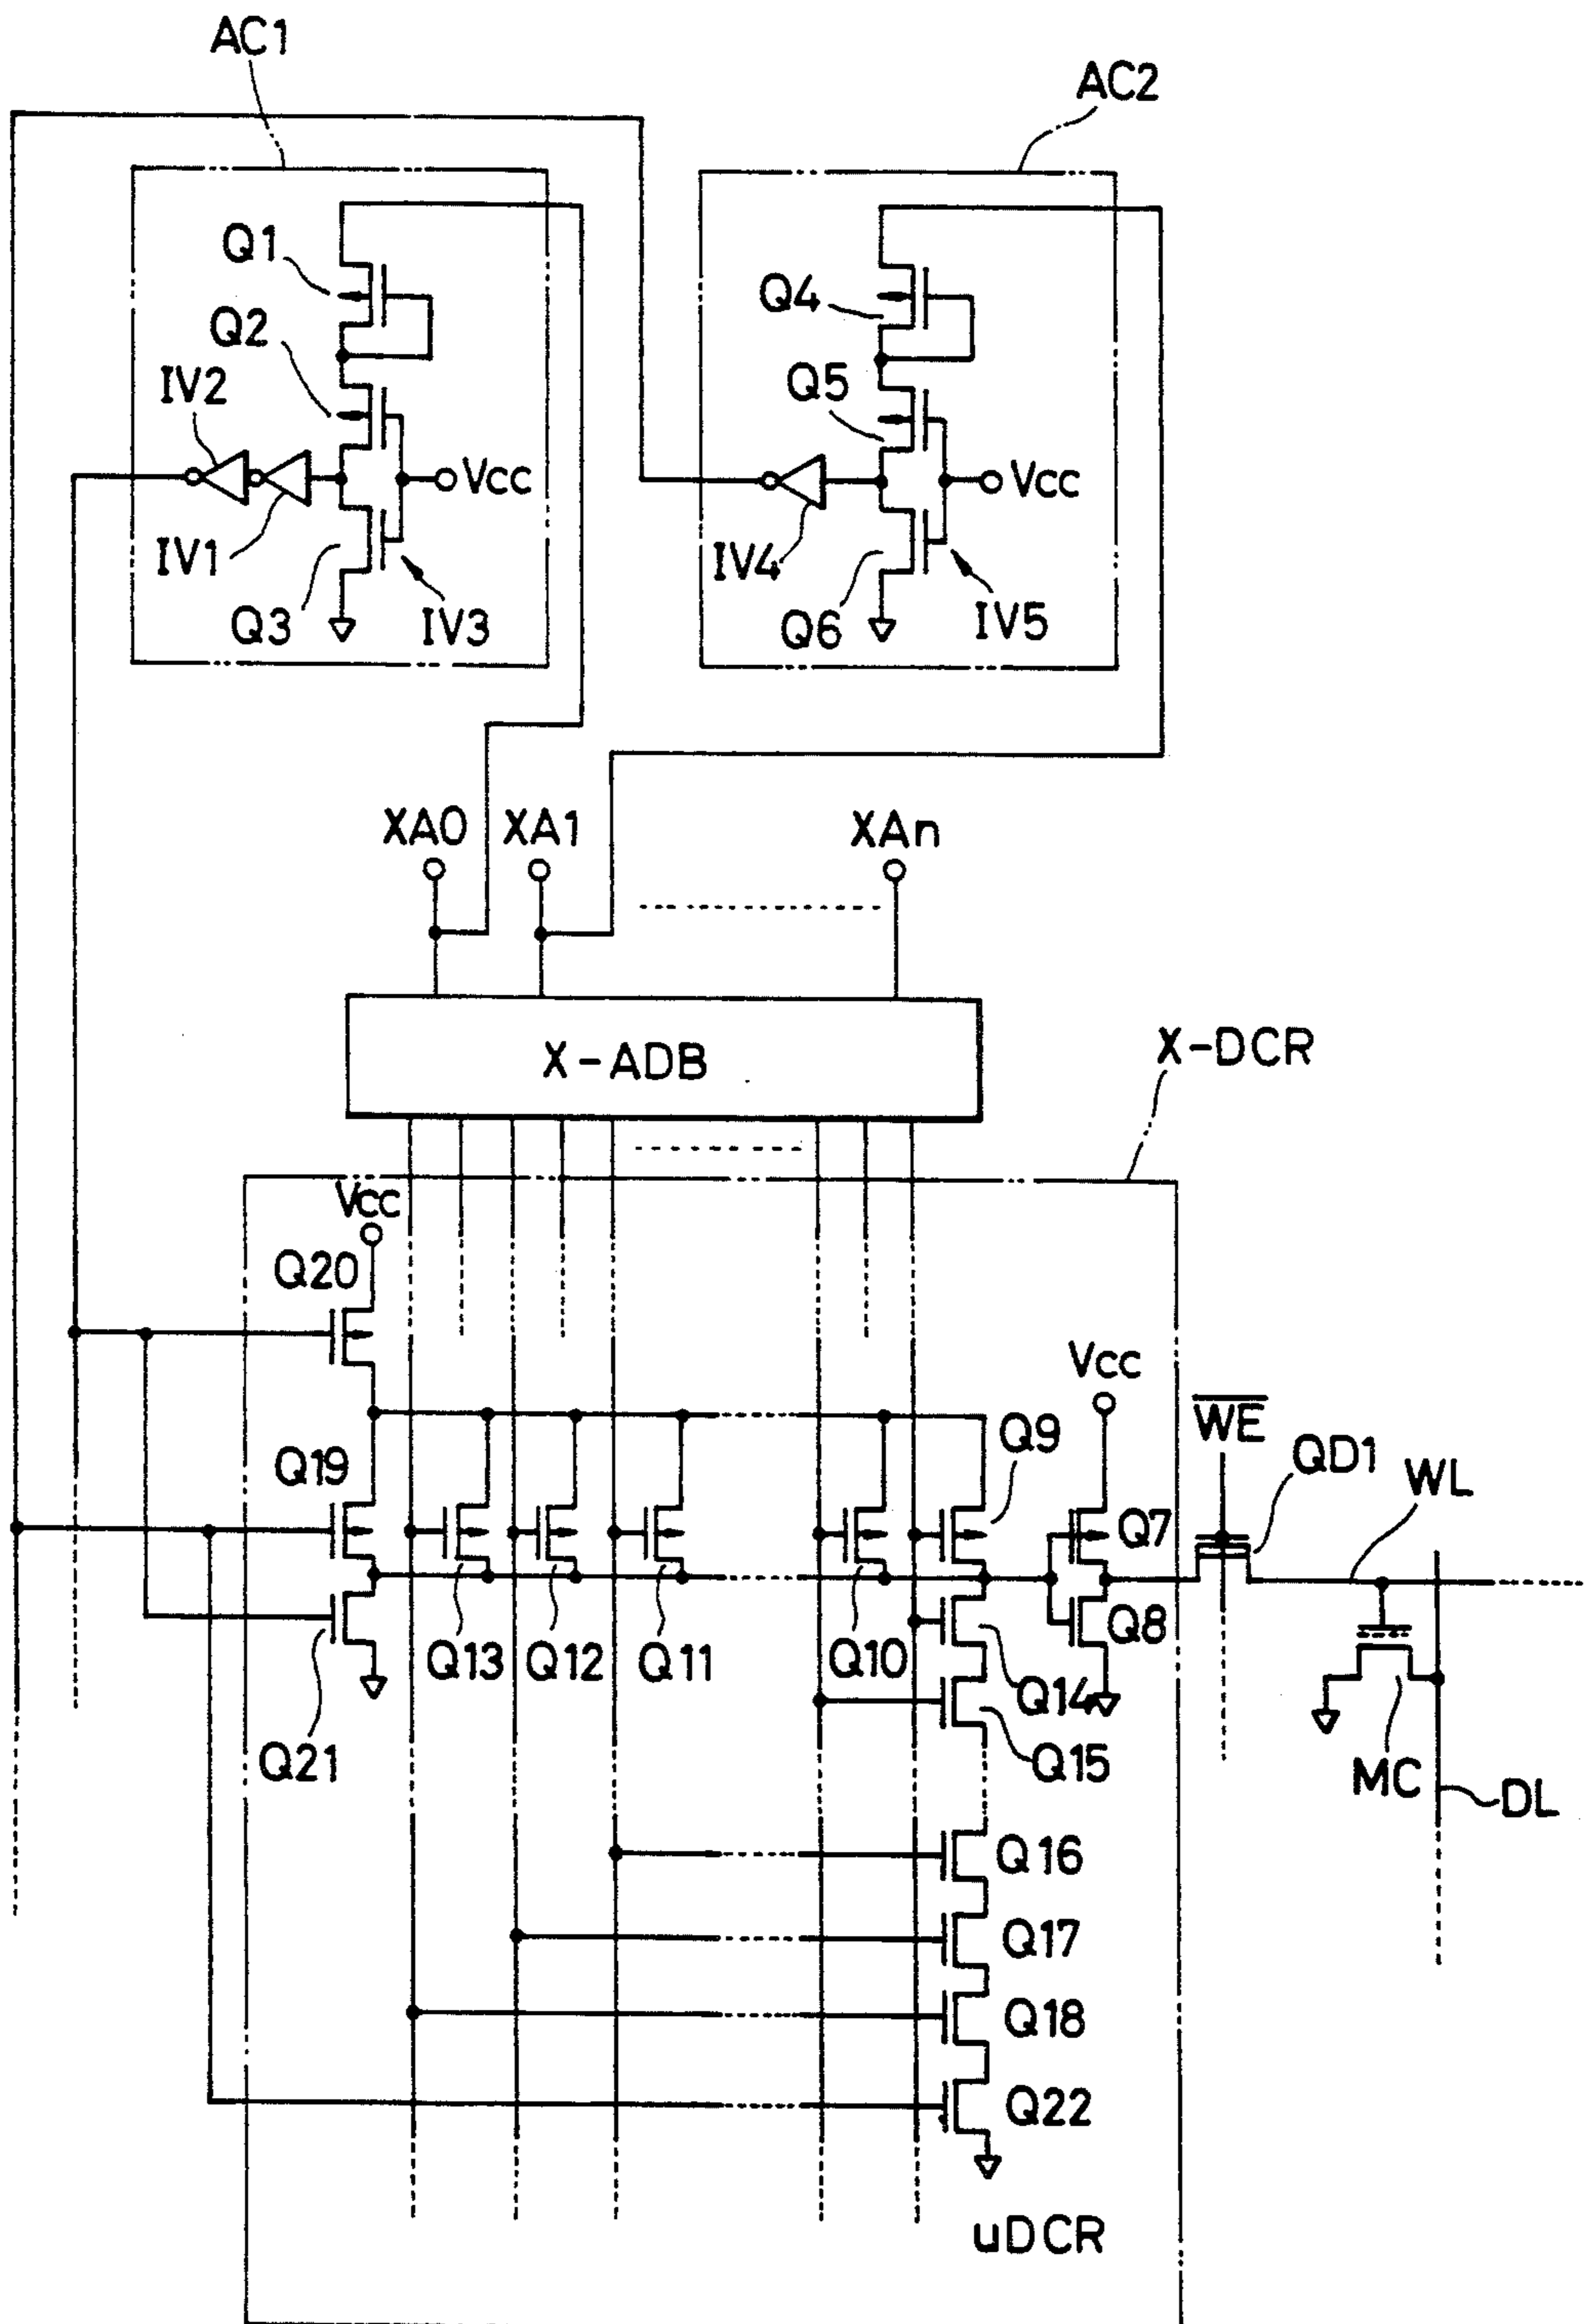 AC1
AC2
Q1
Q4
Q2
Q5
IV2
Vcc
Vcc
IV1
IV4
Q3
IV3
Q6
IV5
XA0
XA1
XAn
X-ADB
X-DCR
Vcc
Q20
Vcc
WE
Q9
QD1
WL
Q19
Q7
Q8
Q13
Q12
Q11
Q10
Q14
Q21
Q15
MC
DL
Q16
Q17
Q18
Q22
uDCR